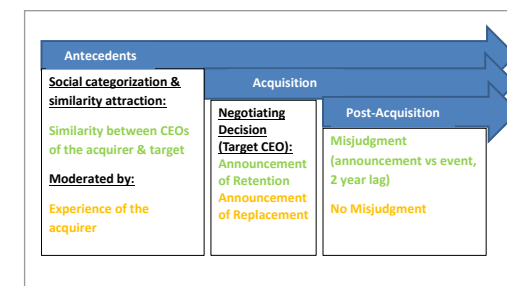 Antecedents
Social categorization &
similarity attraction:
Similarity between CEOs
of the acquirer & target
Moderated by:
Experience of the
acquirer
Acquisition
Negotiating
Decision
(Target CEO):
Announcement
of Retention
Announcement
of Replacement
Post-Acquisition
Misjudgment
(announcement vs event,
2 year lag)
No Misjudgment